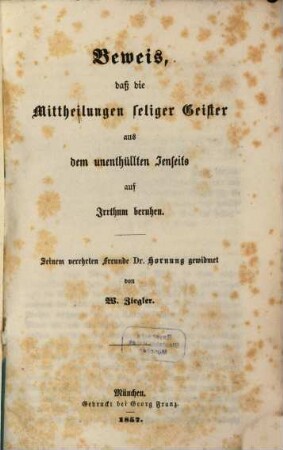 Beweis,
daß die
Mittheilungen seliger Geister
aus
dem unenthüllten Jenseits
auf
Irrthum beruhen.
Seinem verehrten Freunde Dr. Hornung gewidmet
von
W. Ziegler.
München.
Gedruckt bei Georg Franz.
1857.